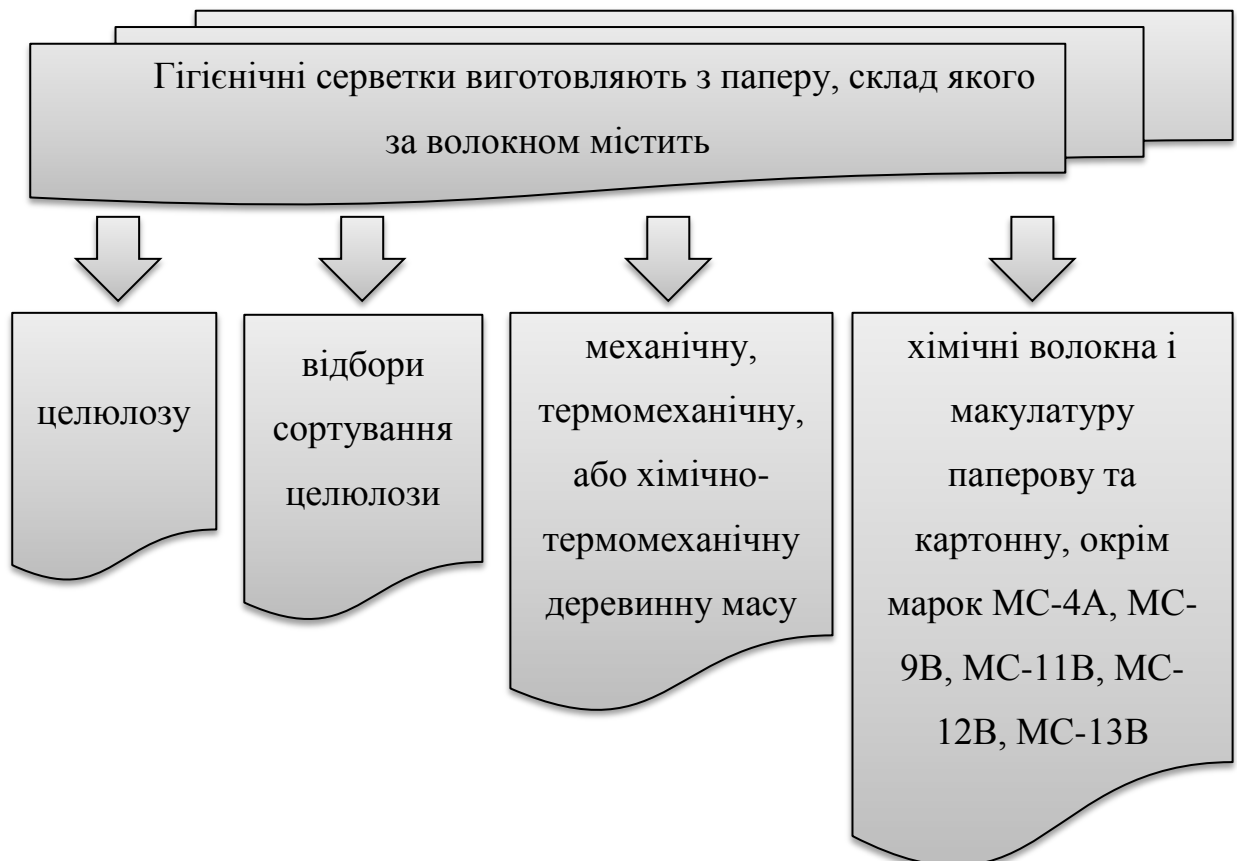 Гігієнічні серветки виготовляють з паперу, склад якого
за волокном містить
целюлозу
відбори
сортування
целюлози
механічну,
термомеханічну,
або хімічно-
термомеханічну
деревинну масу
хімічні волокна і
макулатуру
паперову та
картонну, окрім
марок МС-4А, МС-
9В, МС-11В, МС-
12В, МС-13В